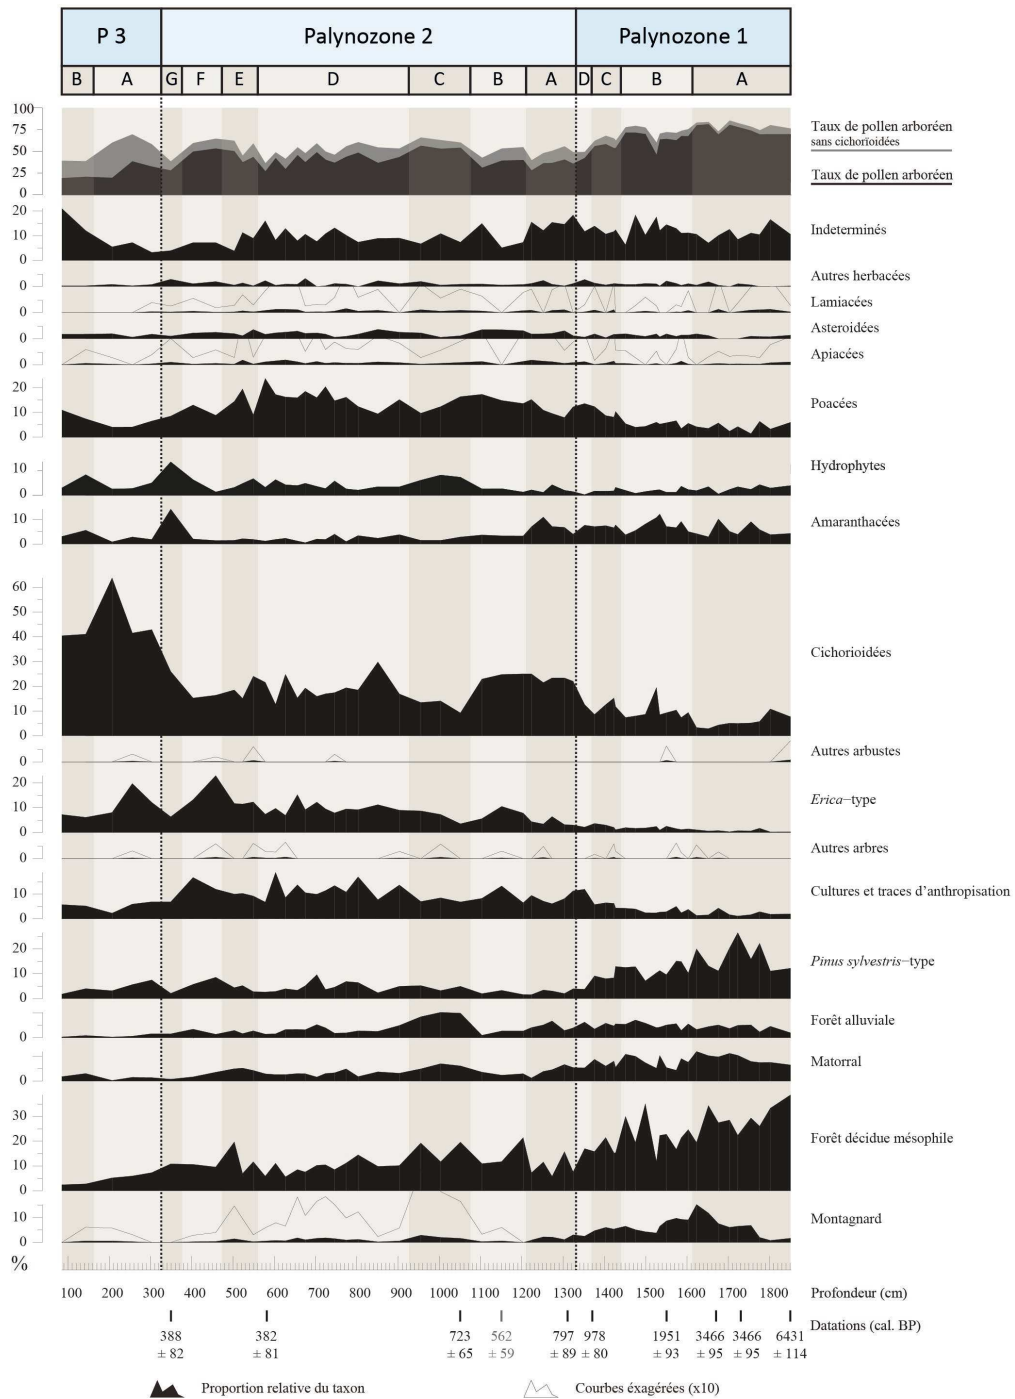 P 3 Palynozone 2 Palynozone 1
B A G F E D C B A D C B A
100
75
50
25
0
Taux de pollen arboréen
sans cichorïoidées
Taux de pollen arboréen
20
10
0
Indeterminés
0
Autres herbacées
0
Lamiacées
0
Asteroidées
0
Apiacées
20
10
0
Poacées
10
0
Hydrophytes
10
0
Amaranthacées
60
50
40
30
20
10
0
Cichorioidées
0
Autres arbustes
20
10
0
Erica−type
0
Autres arbres
10
0
Cultures et traces d’anthropisation
20
10
0
Pinus sylvestris−type
0
Forêt alluviale
0
Matorral
30
20
10
0
Forêt décidue mésophile
10
0
Montagnard
%
100 200 300 400 500 600 700 800 900 1000 1100 1200 1300 1400 1500 1600 1700 1800 Profondeur (cm)
388 382 723 562 797 978 1951 3466 3466 6431 Datations (cal. BP)
± 82 ± 81 ± 65 ± 59 ± 89 ± 80 ± 93 ± 95 ± 95 ± 114
Proportion relative du taxon Courbes éxagérées (x10)